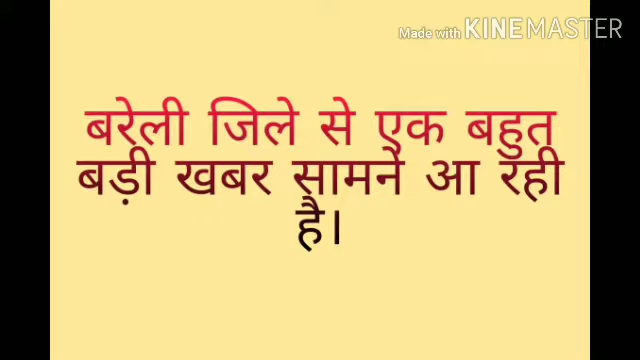 Made with KINEMASTER
बरेली जिले से एक बहुत
बड़ी खबर सामने आ रही
है।